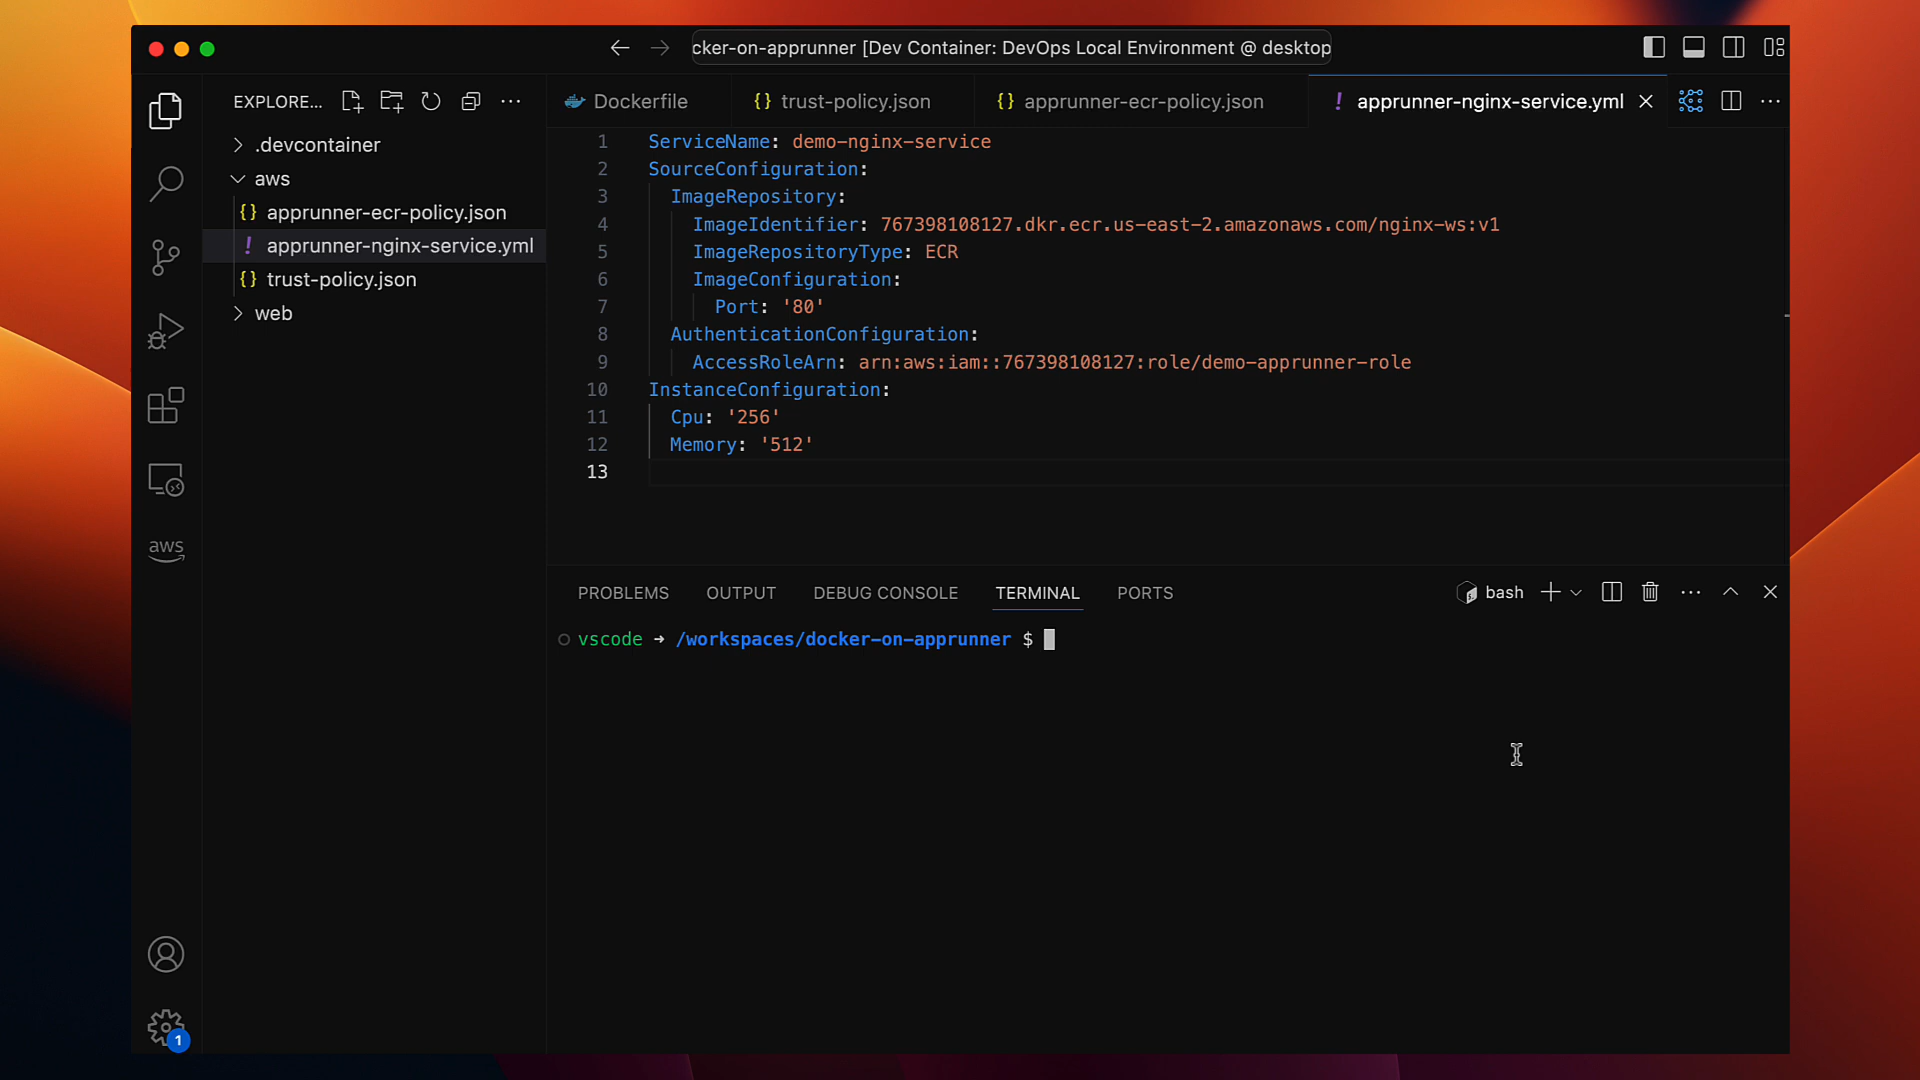 cker-on-apprunner [Dev Container: DevOps Local Environment @ desktop
EXPLORE...
.devcontainer
aws
{} apprunner-ecr-policy.json
! apprunner-nginx-service.yml
{} trust-policy.json
web
aws
1
Dockerfile
{} trust-policy.json
{} apprunner-ecr-policy.json
! apprunner-nginx-service.yml
1 ServiceName: demo-nginx-service
2 SourceConfiguration:
3 ImageRepository:
4 ImageIdentifier: 767398108127.dkr.ecr.us-east-2.amazonaws.com/nginx-ws:v1
5 ImageRepositoryType: ECR
6 ImageConfiguration:
7 Port: '80'
8 AuthenticationConfiguration:
9 AccessRoleArn: arn:aws:iam::767398108127:role/demo-apprunner-role
10 InstanceConfiguration:
11 Cpu: '256'
12 Memory: '512'
13
PROBLEMS OUTPUT DEBUG CONSOLE TERMINAL PORTS
bash
vscode → /workspaces/docker-on-apprunner $